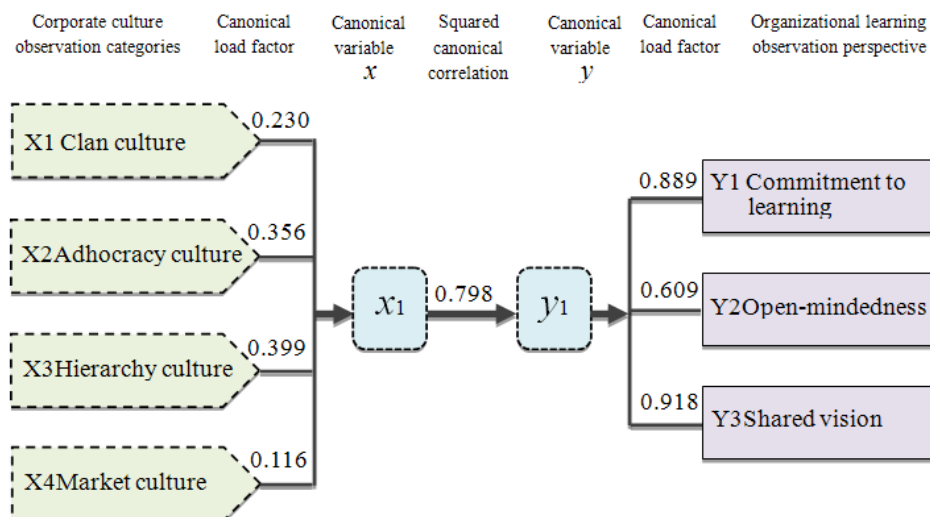 Corporate culture
observation categories
Canonical
load factor
Canonical
variable
x
Squared
canonical
correlation
Canonical
variable
y
Canonical
load factor
Organizational learning
observation perspective
X1 Clan culture
0.230
X2Adhocracy culture
0.356
X3Hierarchy culture
0.399
X4Market culture
0.116
x1
0.798
y1
0.889
Y1 Commitment to
learning
0.609
Y2Open-mindedness
0.918
Y3Shared vision